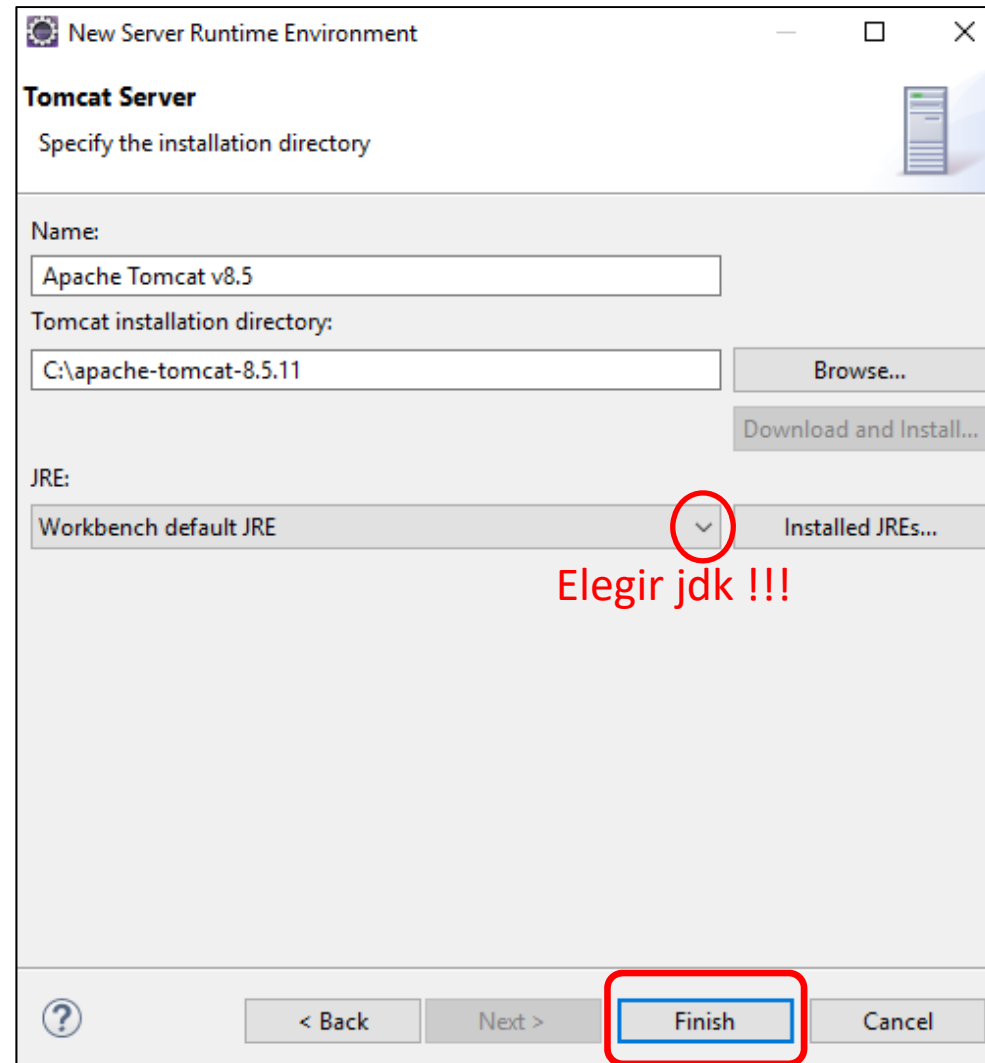 New Server Runtime Environment
Tomcat Server
Specify the installation directory
Name:
Apache Tomcat v8.5
Tomcat installation directory:
C:\apache-tomcat-8.5.11
Browse...
Download and Install...
JRE:
Workbench default JRE
Installed JREs...
Elegir jdk !!!
?
< Back
Next >
Finish
Cancel